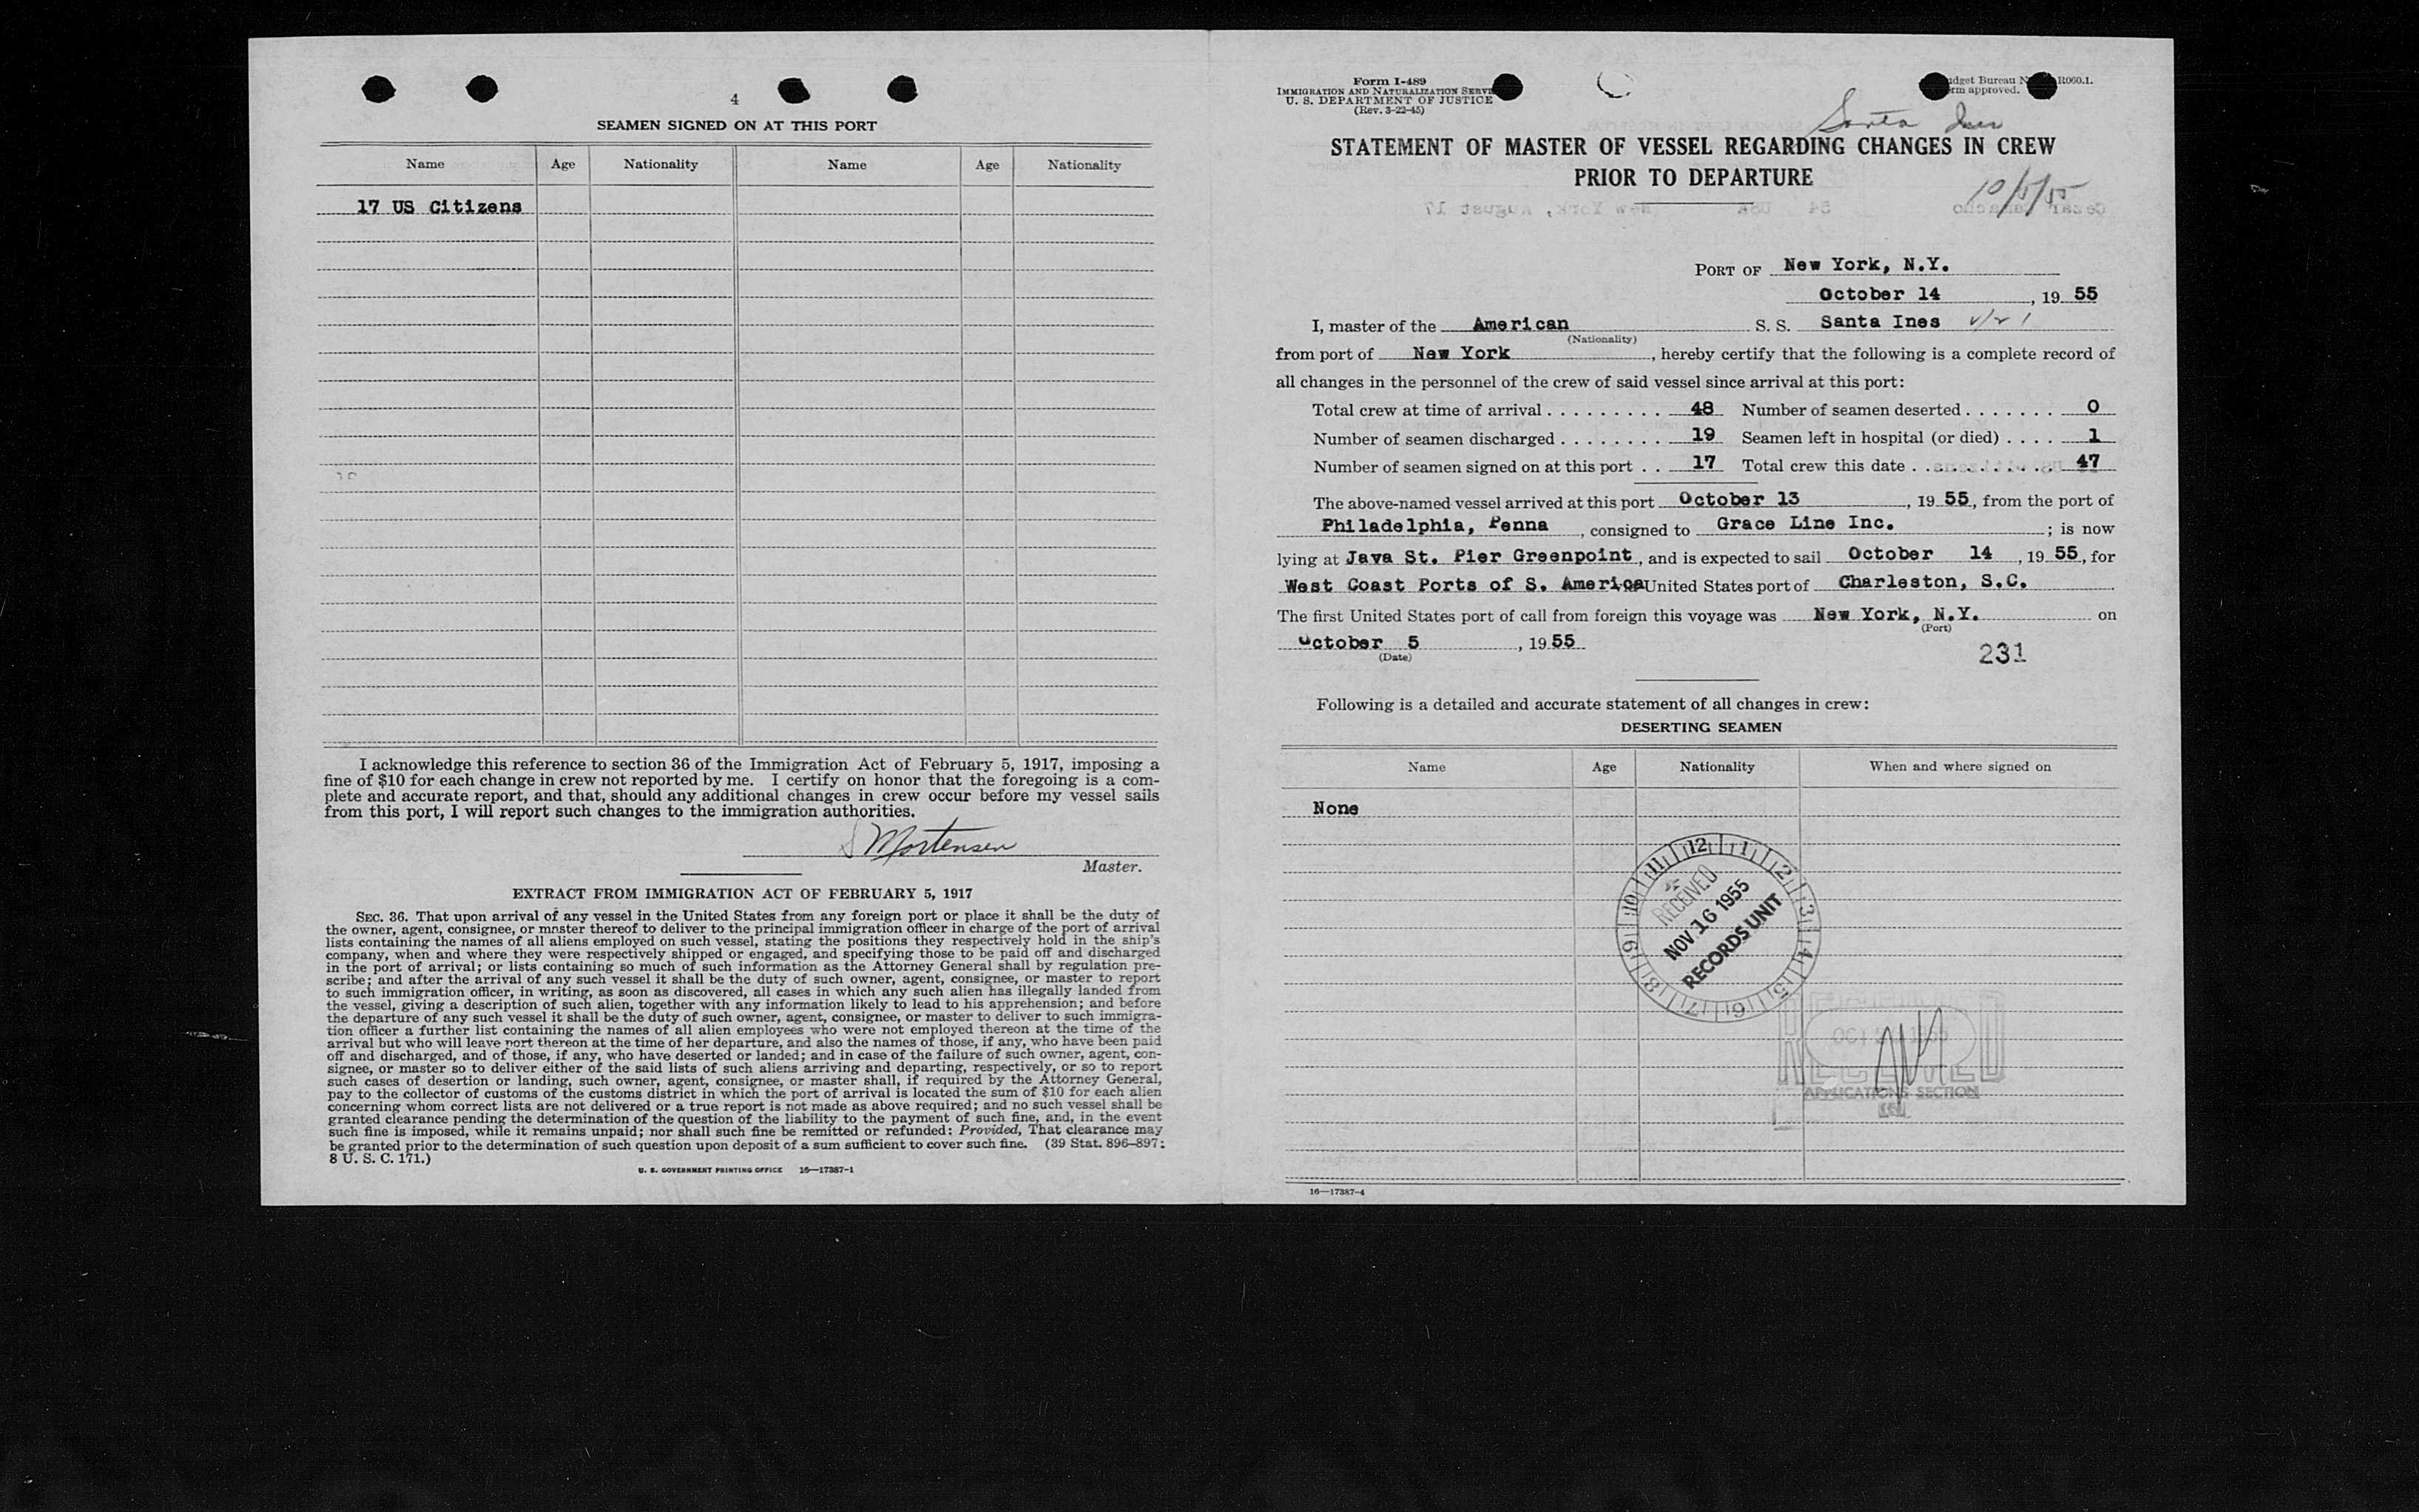 4
SEAMEN SIGNED ON AT THIS PORT
Name Age Nationality Name Age Nationality
17 US Citizens
I acknowledge this reference to section 36 of the Immigration Act of February 5, 1917, imposing a
fine of $10 for each change in crew not reported by me. I certify on honor that the foregoing is a com-
plete and accurate report, and that, should any additional changes in crew occur before my vessel sails
from this port, I will report such changes to the immigration authorities.
S Mortensen
Master.
EXTRACT FROM IMMIGRATION ACT OF FEBRUARY 5, 1917
SEC. 36. That upon arrival of any vessel in the United States from any foreign port or place it shall be the duty of
the owner, agent, consignee, or master thereof to deliver to the principal immigration officer in charge of the port of arrival
lists containing the names of all aliens employed on such vessel, stating the positions they respectively hold in the ship's
company, when and where they were respectively shipped or engaged, and specifying those to be paid off and discharged
in the port of arrival; or lists containing so much of such information as the Attorney General shall by regulation pre-
scribe; and after the arrival of any such vessel it shall be the duty of such owner, agent, consignee, or master to report
to such immigration officer, in writing, as soon as discovered, all cases in which any such alien has illegally landed from
the vessel, giving a description of such alien, together with any information likely to lead to his apprehension; and before
the departure of any such vessel it shall be the duty of such owner, agent, consignee, or master to deliver to such immigra-
tion officer a further list containing the names of all alien employees who were not employed thereon at the time of the
arrival but who will leave port thereon at the time of her departure, and also the names of those, if any, who have been paid
off and discharged, and of those, if any, who have deserted or landed; and in case of the failure of such owner, agent, con-
signee, or master so to deliver either of the said lists of such aliens arriving and departing, respectively, or so to report
such cases of desertion or landing, such owner, agent, consignee, or master shall, if required by the Attorney General,
pay to the collector of customs of the customs district in which the port of arrival is located the sum of $10 for each alien
concerning whom correct lists are not delivered or a true report is not made as above required; and no such vessel shall be
granted clearance pending the determination of the question of the liability to the payment of such fine, and, in the event
such fine is imposed, while it remains unpaid; nor shall such fine be remitted or refunded: Provided, That clearance may
be granted prior to the determination of such question upon deposit of a sum sufficient to cover such fine. (39 Stat. 896–897;
8 U. S. C. 171.)
U. S. GOVERNMENT PRINTING OFFICE 16—17387-1
Form I-489
IMMIGRATION AND NATURALIZATION SERVI
U. S. DEPARTMENT OF JUSTICE
(Rev. 3-22-45)
udget Bureau N R060.1.
rm approved.
Santa Ines
STATEMENT OF MASTER OF VESSEL REGARDING CHANGES IN CREW
PRIOR TO DEPARTURE
10/5/55
PORT OF New York, N.Y.
October 14, 19 55
I, master of the American S. S. Santa Ines
(Nationality)
from port of New York, hereby certify that the following is a complete record of
all changes in the personnel of the crew of said vessel since arrival at this port:
Total crew at time of arrival . . . . . . . . . 48 Number of seamen deserted . . . . . . . 0
Number of seamen discharged . . . . . . . . 19 Seamen left in hospital (or died) . . . . 1
Number of seamen signed on at this port . . 17 Total crew this date . . . . . . . . . . 47
The above-named vessel arrived at this port October 13, 19 55, from the port of
Philadelphia, Penna, consigned to Grace Line Inc.; is now
lying at Java St. Pier Greenpoint, and is expected to sail October 14, 19 55, for
West Coast Ports of S. America United States port of Charleston, S.C.
The first United States port of call from foreign this voyage was New York, N.Y. on
(Port)
October 5, 19 55
(Date)
231
Following is a detailed and accurate statement of all changes in crew:
DESERTING SEAMEN
Name Age Nationality When and where signed on
None
12 1 2 3 4 5 6 7 8 9 10 11
RECEIVED
NOV 16 1955
RECORDS UNIT
RECEIVED
APPLICATIONS SECTION
16—17387-4